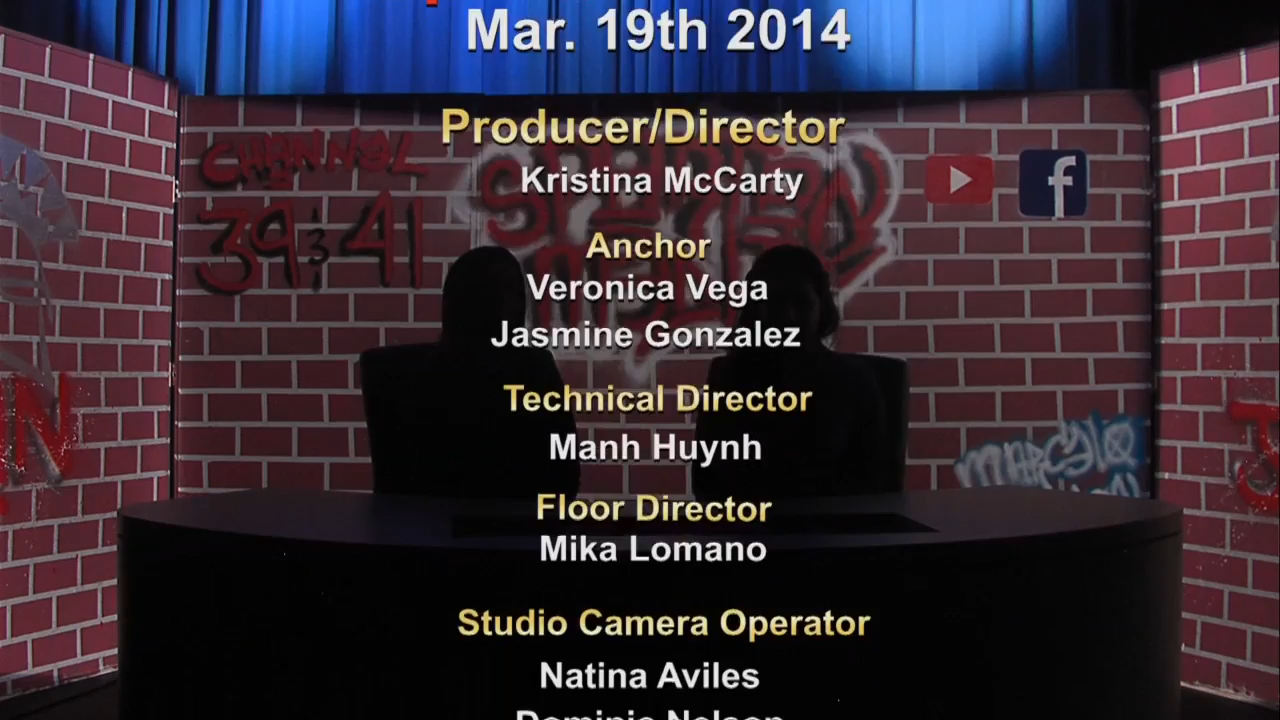 Mar. 19th 2014
Producer/Director
Kristina McCarty
Anchor
Veronica Vega
Jasmine Gonzalez
Technical Director
Manh Huynh
Floor Director
Mika Lomano
Studio Camera Operator
Natina Aviles
CHANNEL
39 & 41
SPARTAN
f